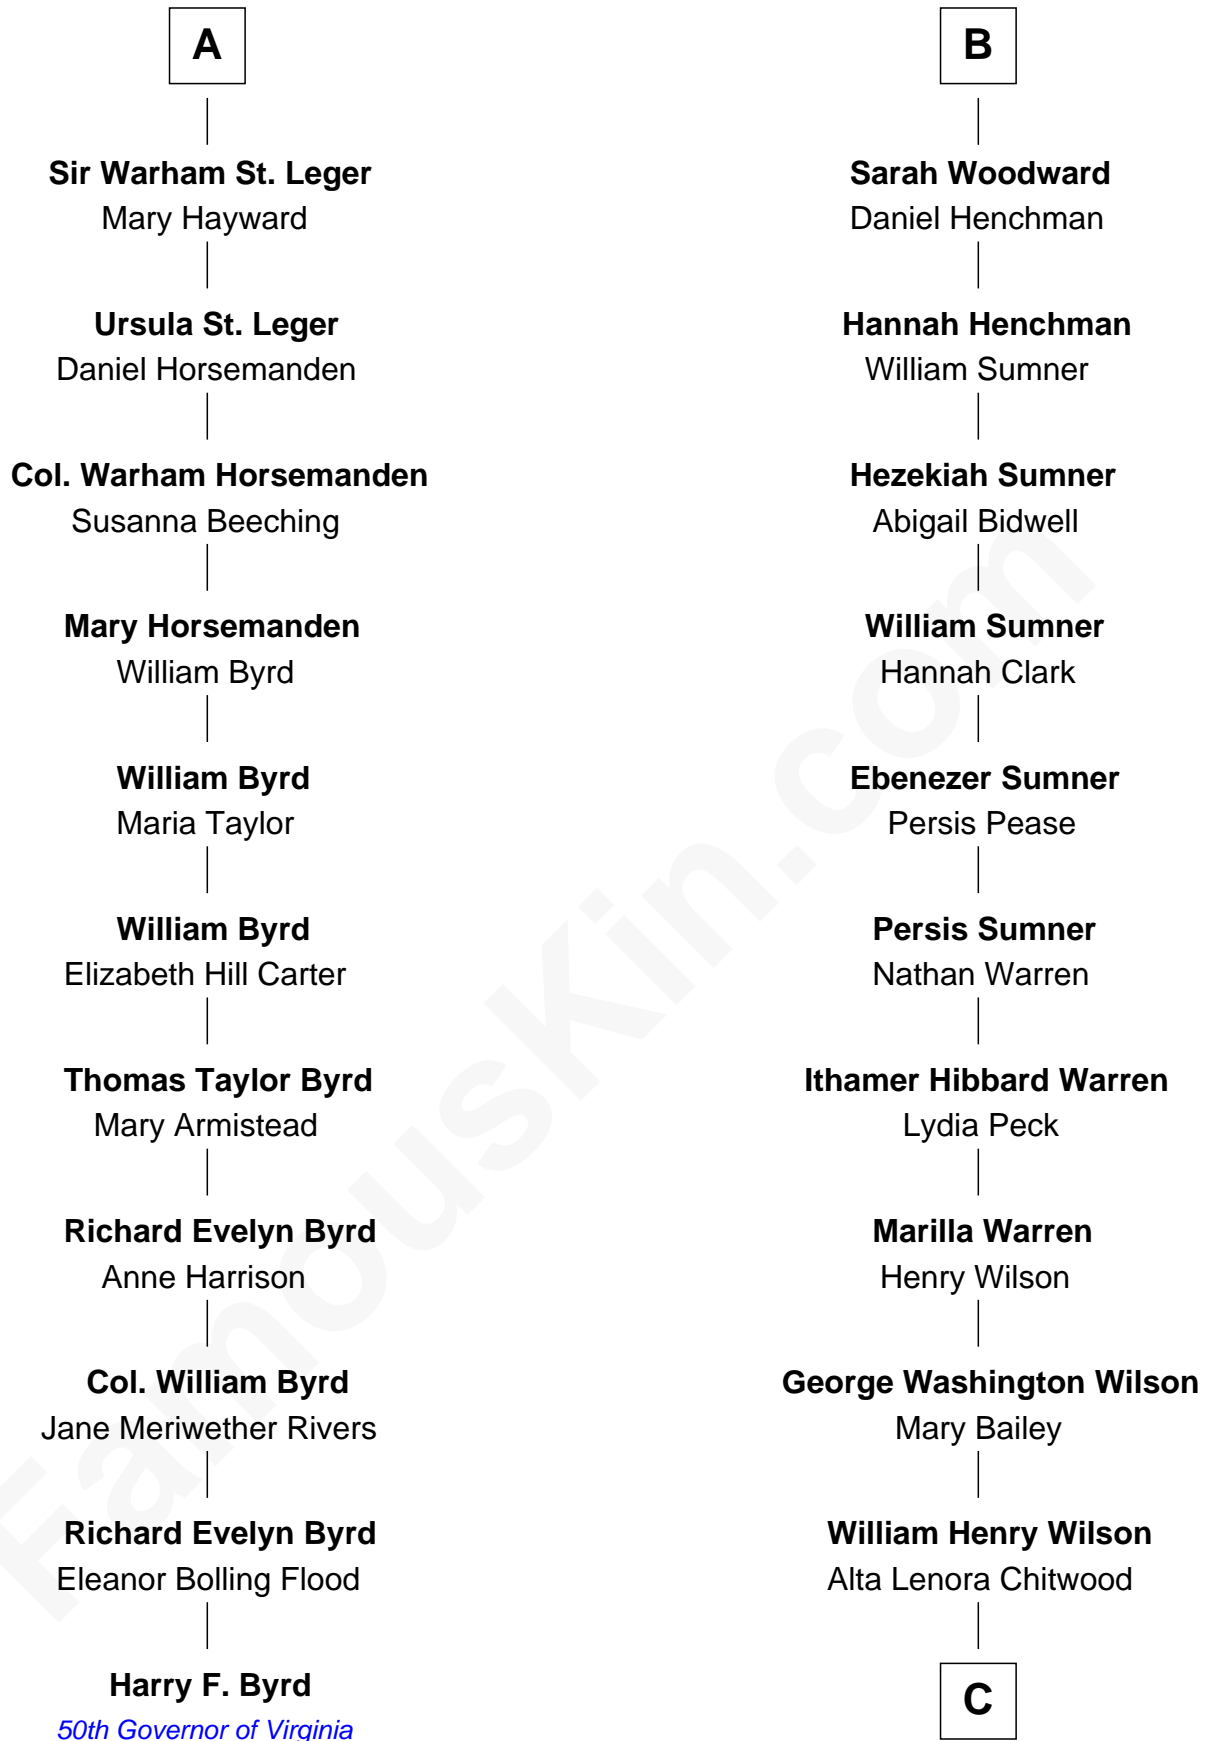 A
Sir Warham St. Leger
Mary Hayward
Ursula St. Leger
Daniel Horsemanden
Col. Warham Horsemanden
Susanna Beeching
Mary Horsemanden
William Byrd
William Byrd
Maria Taylor
William Byrd
Elizabeth Hill Carter
Thomas Taylor Byrd
Mary Armistead
Richard Evelyn Byrd
Anne Harrison
Col. William Byrd
Jane Meriwether Rivers
Richard Evelyn Byrd
Eleanor Bolling Flood
Harry F. Byrd
50th Governor of Virginia
B
Sarah Woodward
Daniel Henchman
Hannah Henchman
William Sumner
Hezekiah Sumner
Abigail Bidwell
William Sumner
Hannah Clark
Ebenezer Sumner
Persis Pease
Persis Sumner
Nathan Warren
Ithamer Hibbard Warren
Lydia Peck
Marilla Warren
Henry Wilson
George Washington Wilson
Mary Bailey
William Henry Wilson
Alta Lenora Chitwood
C
FamousKin.com